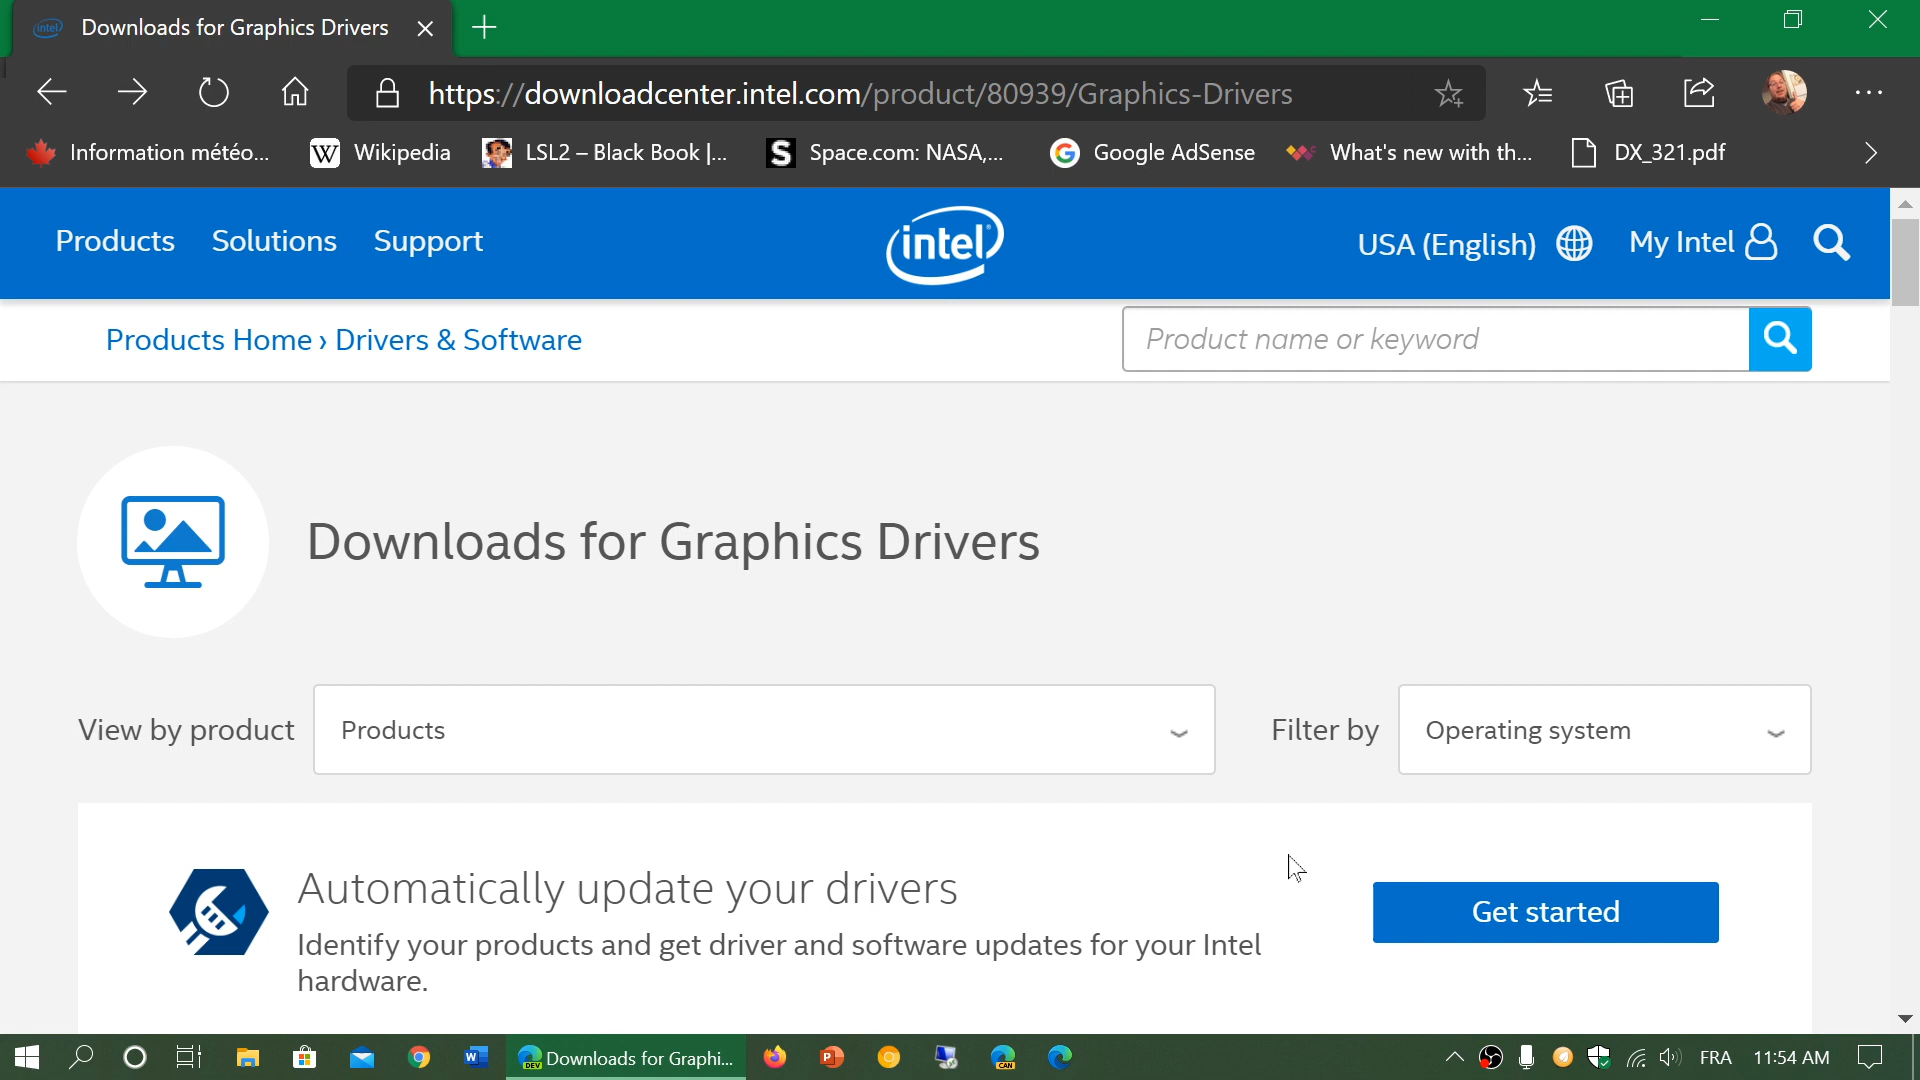 intel
Downloads for Graphics Drivers
https://downloadcenter.intel.com/product/80939/Graphics-Drivers
Information météo...
W
Wikipedia
LSL2 – Black Book |...
S
Space.com: NASA,...
G
Google AdSense
What's new with th...
DX_321.pdf
Products
Solutions
Support
intel
USA (English)
My Intel
Products Home › Drivers & Software
Product name or keyword
Downloads for Graphics Drivers
View by product
Products
Filter by
Operating system
Automatically update your drivers
Identify your products and get driver and software updates for your Intel
hardware.
Get started
W
DEV
Downloads for Graphi...
P
CAN
FRA
11:54 AM